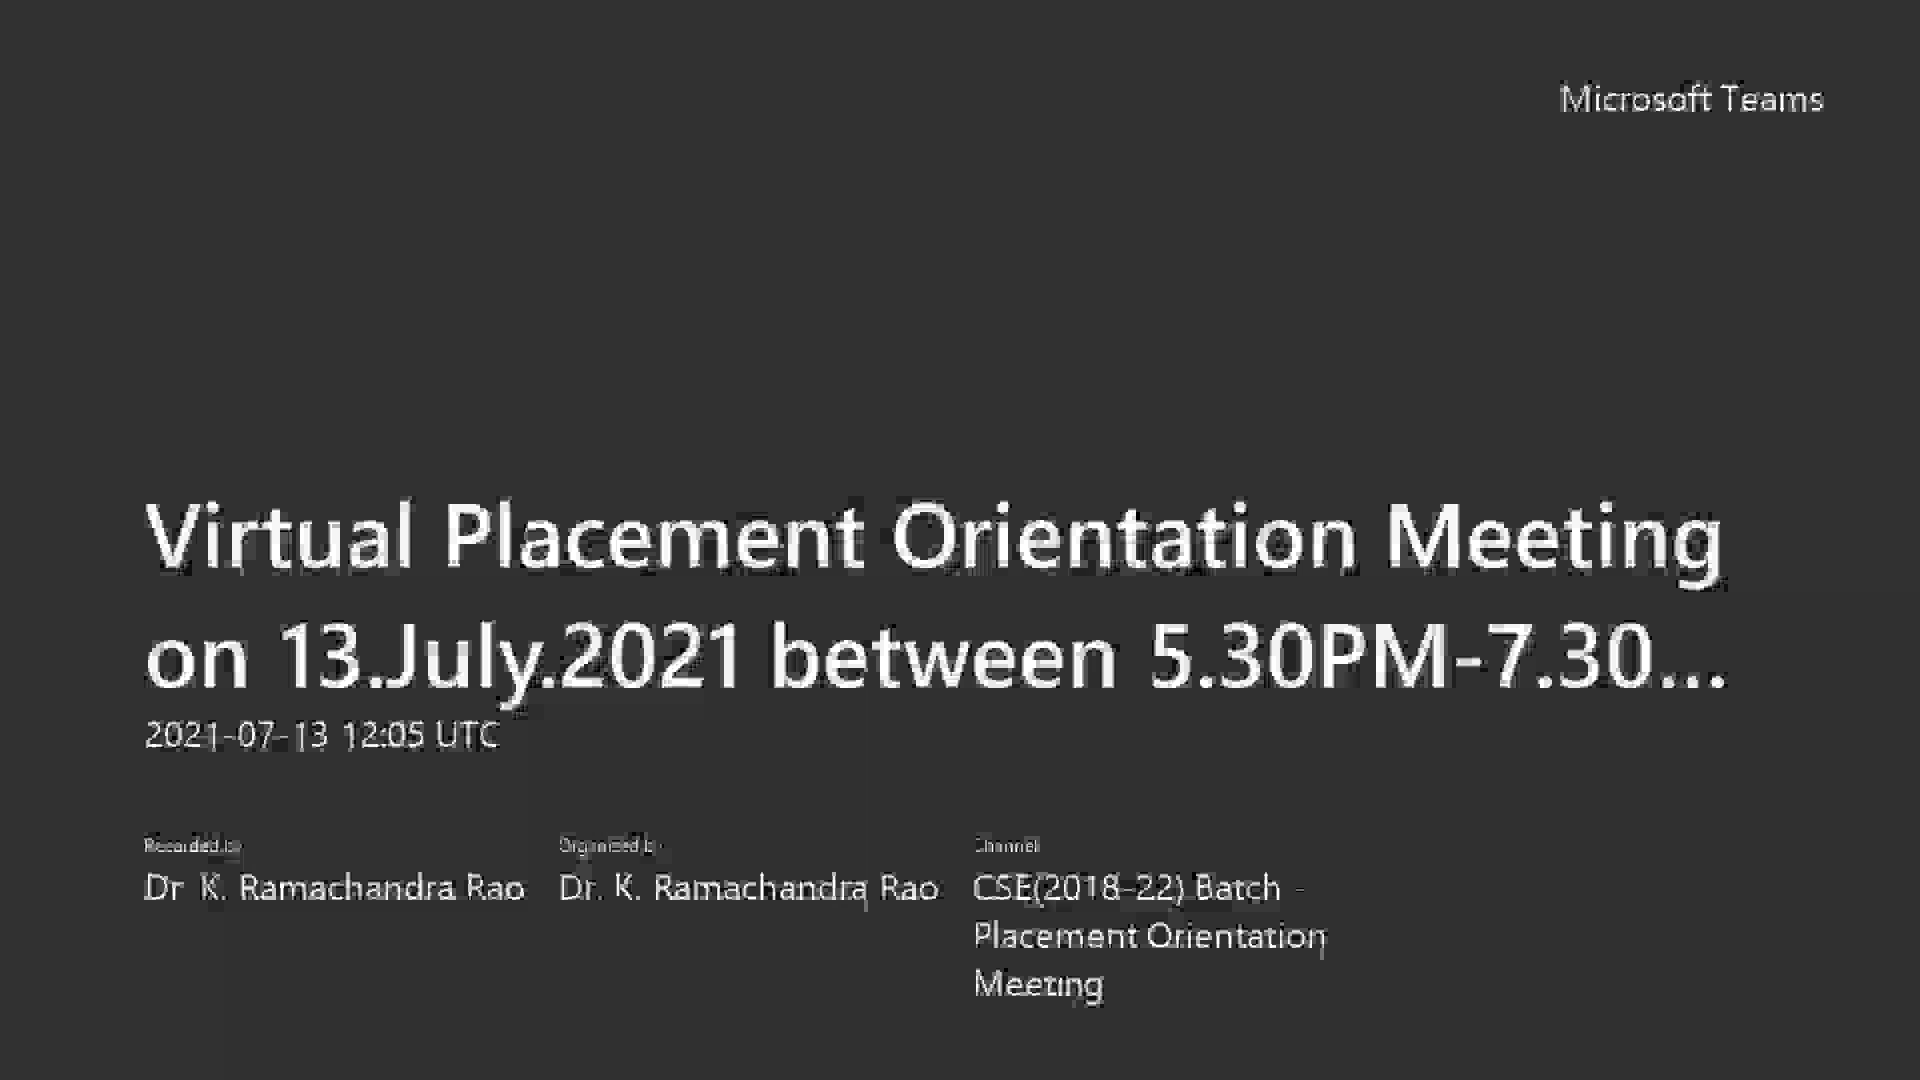 Microsoft Teams
Virtual Placement Orientation Meeting
on 13.July.2021 between 5.30PM-7.30...
2021-07-13 12:05 UTC
Recorded by
Organized by
Channel
Dr. K. Ramachandra Rao
Dr. K. Ramachandra Rao
CSE(2018-22) Batch -
Placement Orientation
Meeting